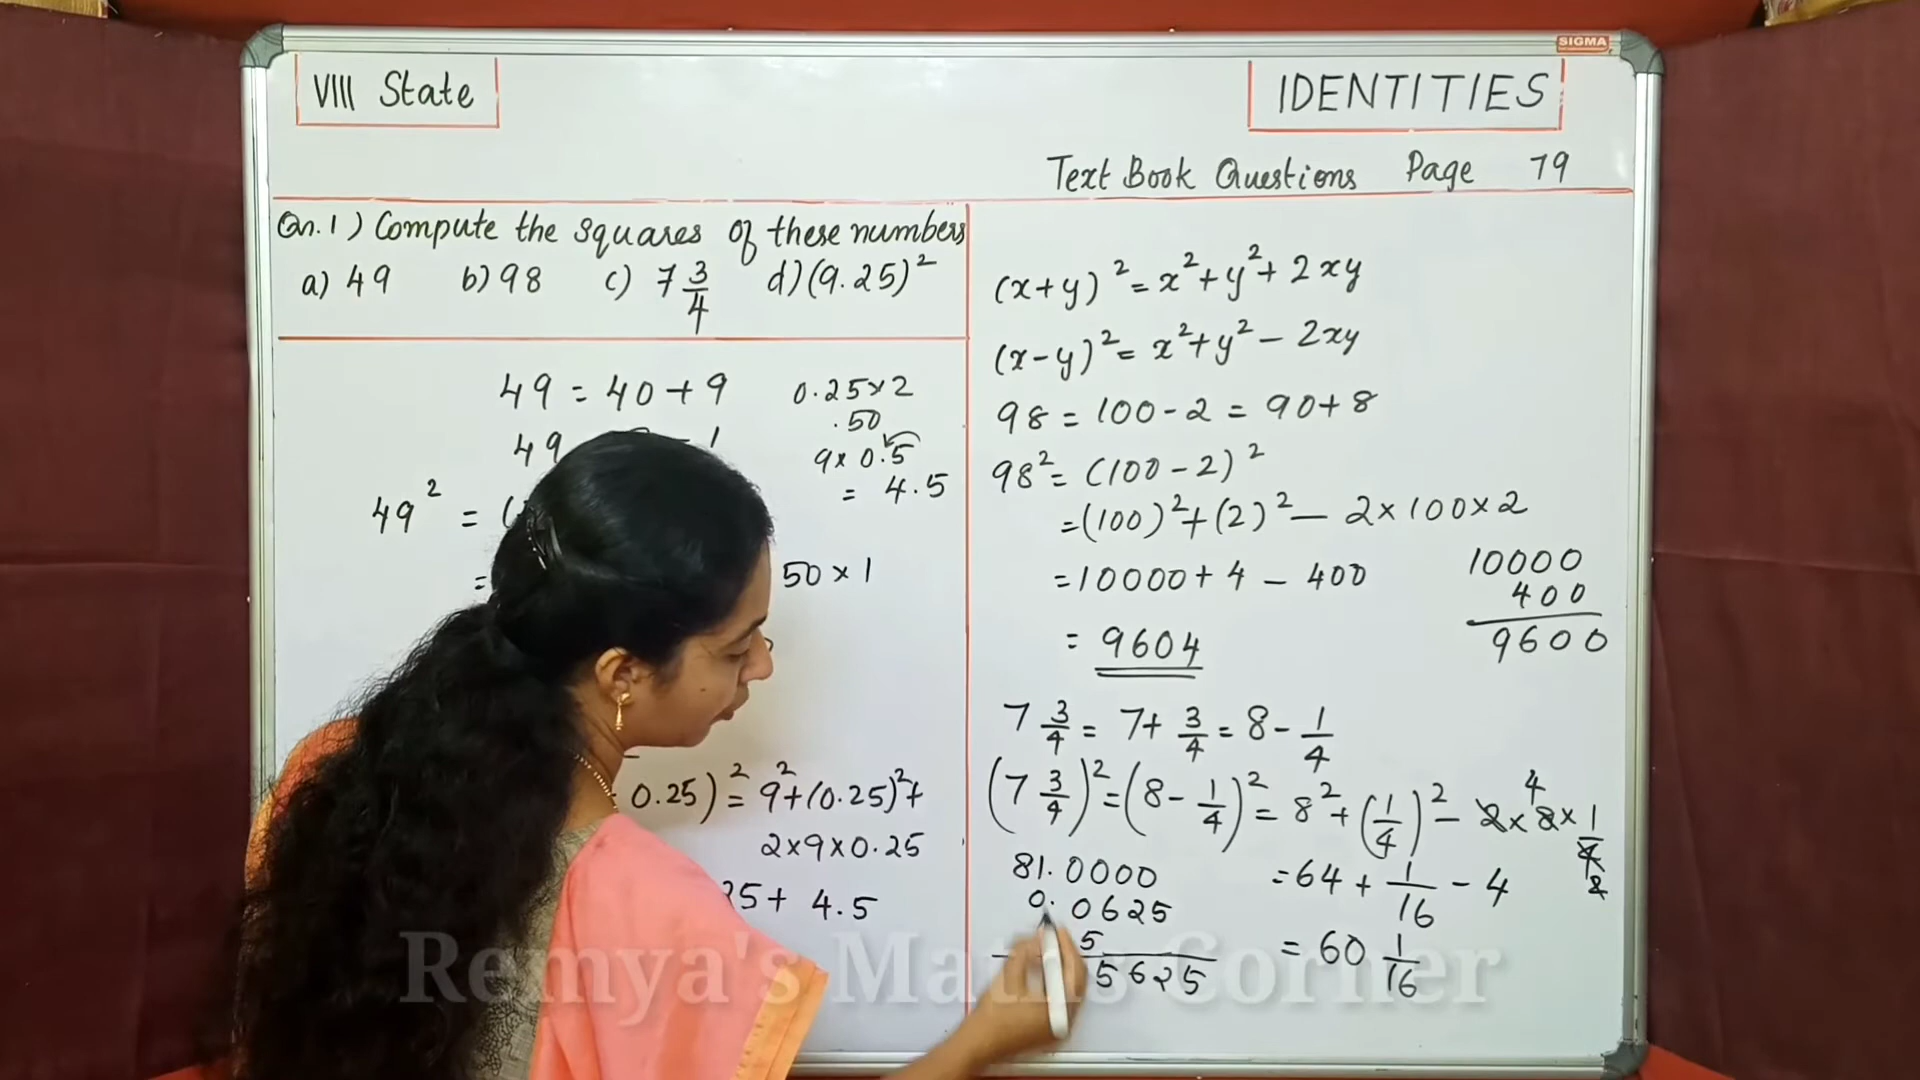 SIGMA
VIII State
IDENTITIES
Text Book Questions Page 79
Qn. 1) Compute the squares of these numbers
a) 49 b) 98 c) 7 3/4 d) (9.25)²
49 = 40 + 9
49 - 1
49² = (
= 50 × 1
0.25×2
.50
9× 0.5
= 4.5
0.25)² = 9² + (0.25)² +
2×9×0.25
25 + 4.5
(x+y)² = x² + y² + 2xy
(x-y)² = x² + y² - 2xy
98 = 100 - 2 = 90 + 8
98² = (100 - 2)²
= (100)² + (2)² - 2×100×2
= 10000 + 4 - 400
= 9604
10000
400
9600
7 3/4 = 7 + 3/4 = 8 - 1/4
(7 3/4)² = (8 - 1/4)² = 8² + (1/4)² - 2 × 8 × 1/4
4
2
= 64 + 1/16 - 4
= 60 1/16
81.0000
0.0625
5
5625
Remya's Maths Corner